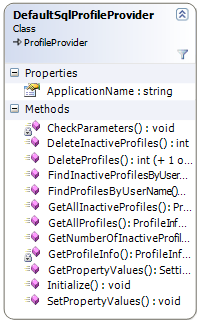 DefaultSqlProfileProvider
Class
ProfileProvider
Properties
ApplicationName : string
Methods
CheckParameters() : void
DeleteInactiveProfiles() : int
DeleteProfiles() : int (+ 1 o...
FindInactiveProfilesByUser...
FindProfilesByUserName()...
GetAllInactiveProfiles() : Pr...
GetAllProfiles() : ProfileInf...
GetNumberOfInactiveProfil...
GetProfileInfo() : ProfileInf...
GetPropertyValues() : Setti...
Initialize() : void
SetPropertyValues() : void